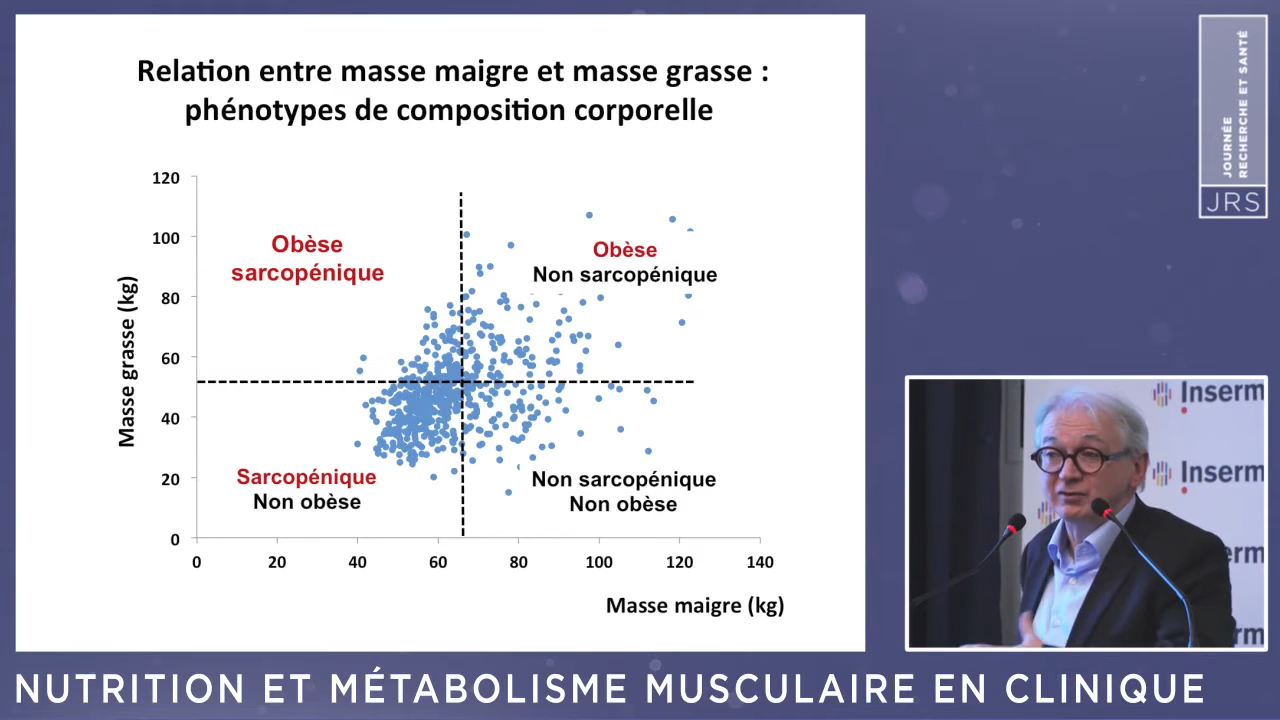 Relation entre masse maigre et masse grasse :
phénotypes de composition corporelle
120
100
80
60
40
20
0
Masse grasse (kg)
Obèse
sarcopénique
Obèse
Non sarcopénique
Sarcopénique
Non obèse
Non sarcopénique
Non obèse
0 20 40 60 80 100 120 140
Masse maigre (kg)
JOURNÉE
RECHERCHE ET SANTÉ
JRS
Inserm
Inserm
erm
rm
NUTRITION ET MÉTABOLISME MUSCULAIRE EN CLINIQUE